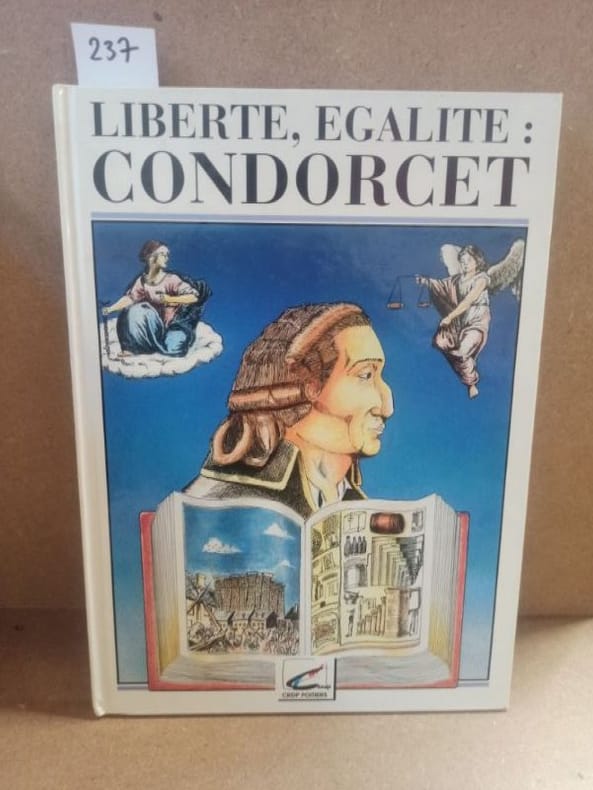 237
LIBERTE, EGALITE :
CONDORCET
CRDP POITIERS